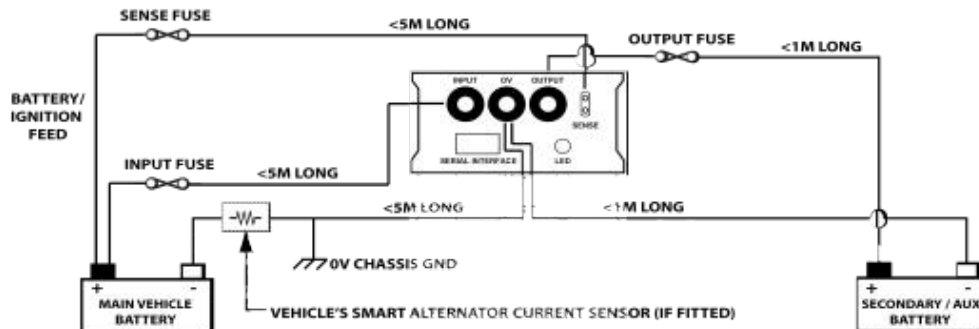 SENSE FUSE
<5M LONG
OUTPUT FUSE
<1M LONG
BATTERY/
IGNITION
FEED
INPUT
0V
OUTPUT
SENSE
SERIAL INTERFACE
LED
INPUT FUSE
<5M LONG
<5M LONG
<1M LONG
0V CHASSIS GND
+
-
MAIN VEHICLE
BATTERY
VEHICLE'S SMART ALTERNATOR CURRENT SENSOR (IF FITTED)
+
-
SECONDARY / AUX
BATTERY